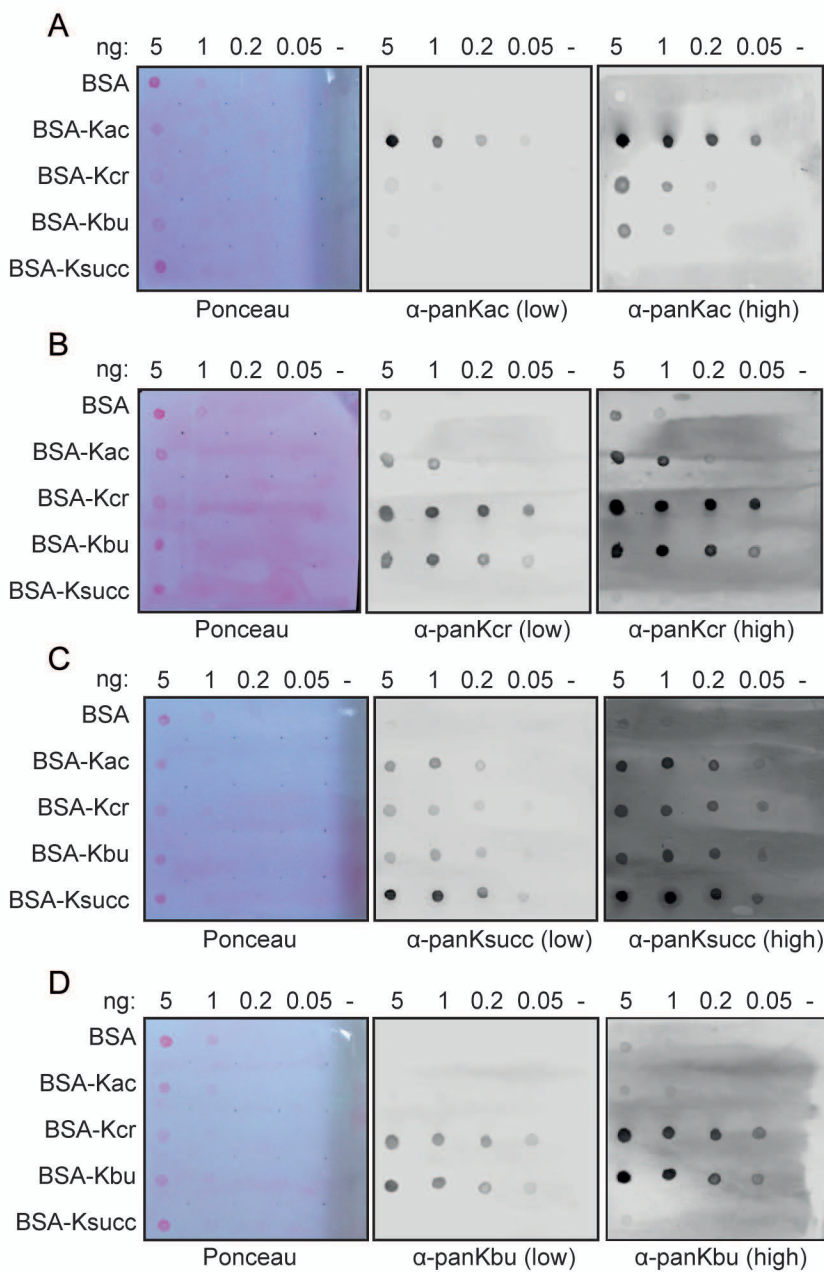 A
ng: 5 1 0.2 0.05 - 5 1 0.2 0.05 - 5 1 0.2 0.05 -
BSA
BSA-Kac
BSA-Kcr
BSA-Kbu
BSA-Ksucc
Ponceau α-panKac (low) α-panKac (high)
B
ng: 5 1 0.2 0.05 - 5 1 0.2 0.05 - 5 1 0.2 0.05 -
BSA
BSA-Kac
BSA-Kcr
BSA-Kbu
BSA-Ksucc
Ponceau α-panKcr (low) α-panKcr (high)
C
ng: 5 1 0.2 0.05 - 5 1 0.2 0.05 - 5 1 0.2 0.05 -
BSA
BSA-Kac
BSA-Kcr
BSA-Kbu
BSA-Ksucc
Ponceau α-panKsucc (low) α-panKsucc (high)
D
ng: 5 1 0.2 0.05 - 5 1 0.2 0.05 - 5 1 0.2 0.05 -
BSA
BSA-Kac
BSA-Kcr
BSA-Kbu
BSA-Ksucc
Ponceau α-panKbu (low) α-panKbu (high)